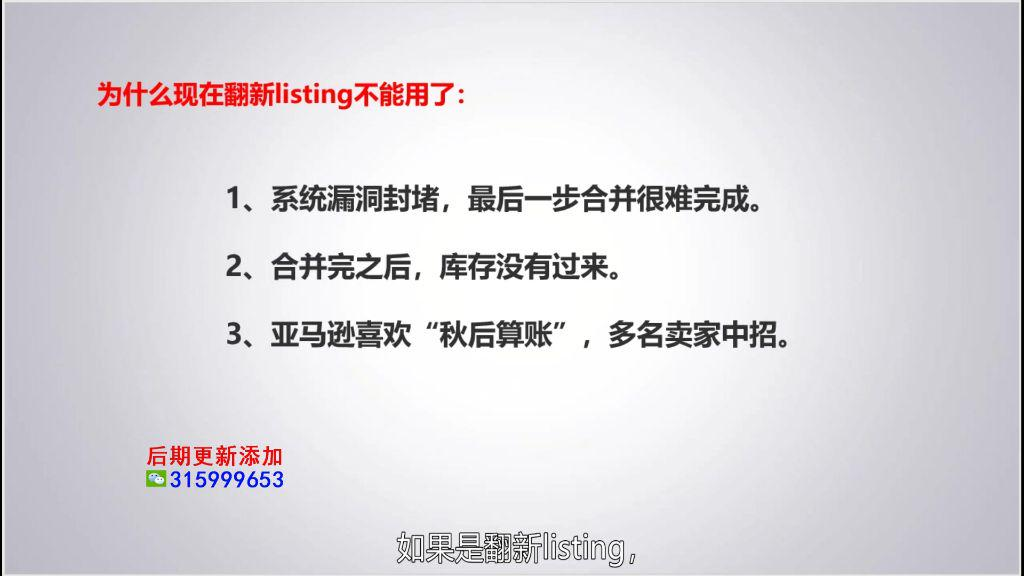 为什么现在翻新listing不能用了：
1、系统漏洞封堵，最后一步合并很难完成。
2、合并完之后，库存没有过来。
3、亚马逊喜欢“秋后算账”，多名卖家中招。
后期更新添加
315999653
如果是翻新listing,